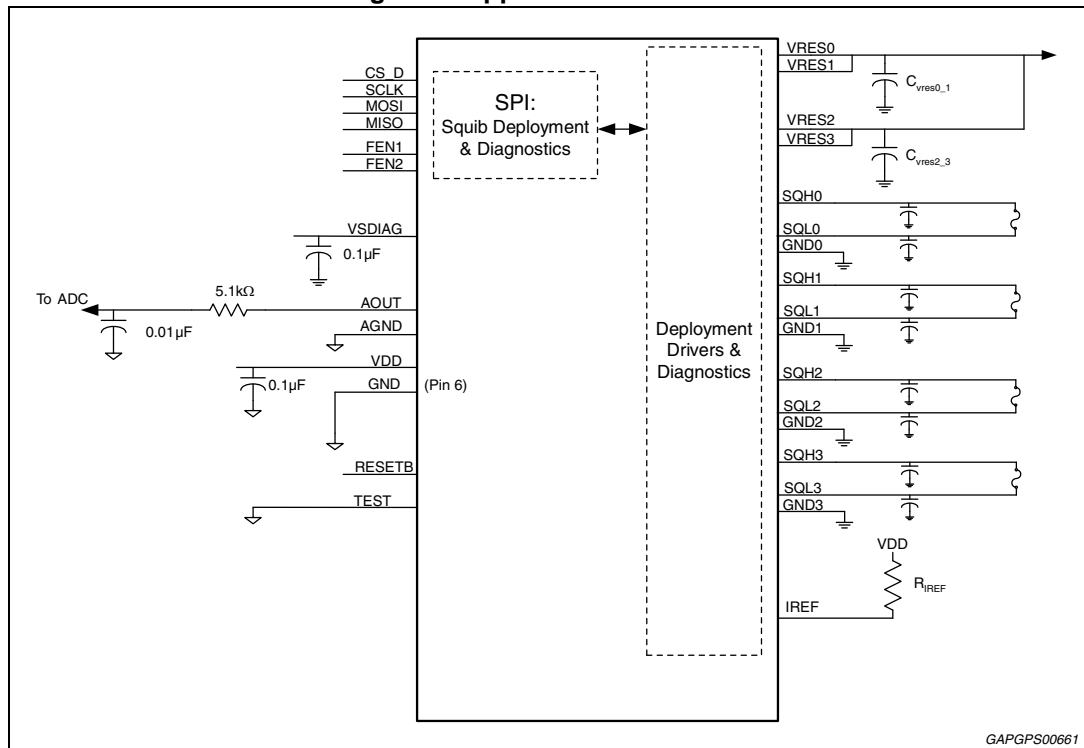 CS_D
SCLK
MOSI
MISO
FEN1
FEN2
SPI:
Squib Deployment
& Diagnostics
VSDIAG
0.1µF
To ADC
5.1kΩ
AOUT
0.01µF
AGND
VDD
0.1µF
GND
(Pin 6)
RESETB
TEST
Deployment
Drivers &
Diagnostics
VRES0
VRES1
Cvres0_1
VRES2
VRES3
Cvres2_3
SQH0
SQL0
GND0
SQH1
SQL1
GND1
SQH2
SQL2
GND2
SQH3
SQL3
GND3
VDD
RIREF
IREF
GAPGPS00661